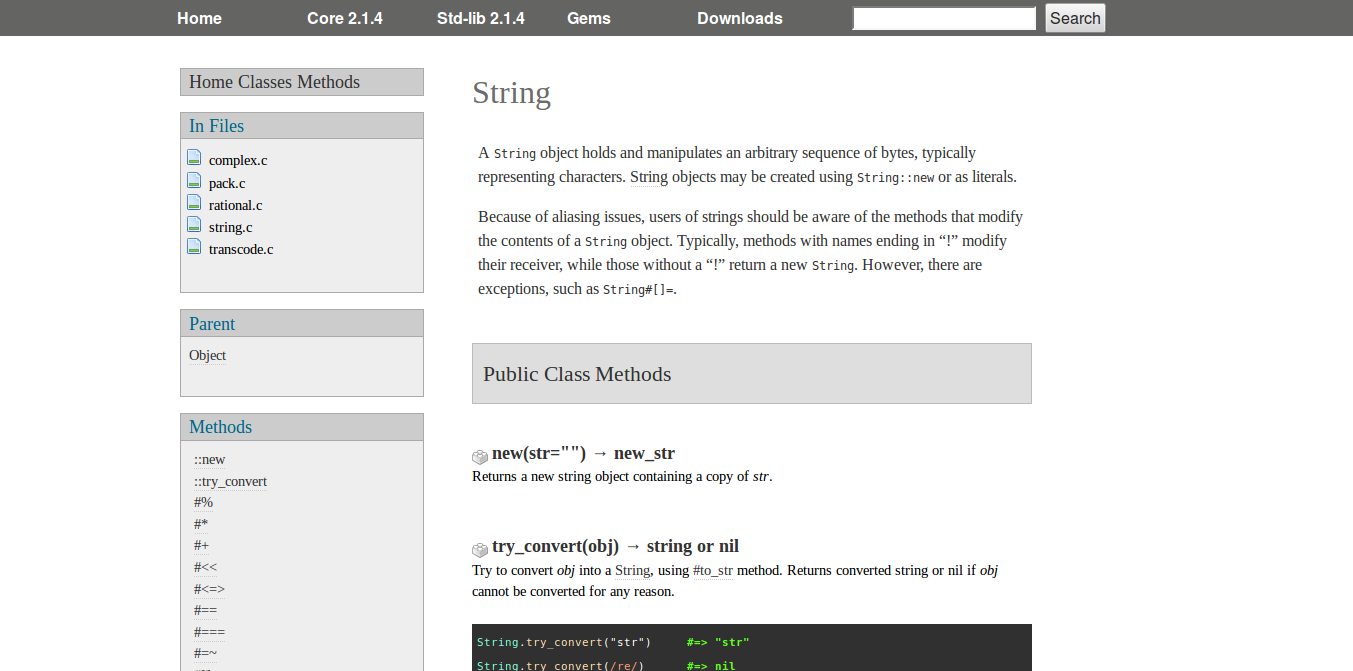 Home Core 2.1.4 Std-lib 2.1.4 Gems Downloads Search
Home Classes Methods
In Files
complex.c
pack.c
rational.c
string.c
transcode.c
Parent
Object
Methods
::new
::try_convert
#%
#*
#+
#<<
#<=>
#==
#===
#=~
String
A String object holds and manipulates an arbitrary sequence of bytes, typically
representing characters. String objects may be created using String::new or as literals.
Because of aliasing issues, users of strings should be aware of the methods that modify
the contents of a String object. Typically, methods with names ending in “!” modify
their receiver, while those without a “!” return a new String. However, there are
exceptions, such as String#[]=.
Public Class Methods
new(str="") → new_str
Returns a new string object containing a copy of str.
try_convert(obj) → string or nil
Try to convert obj into a String, using #to_str method. Returns converted string or nil if obj
cannot be converted for any reason.
String.try_convert("str") #=> "str"
String.try_convert(/re/) #=> nil